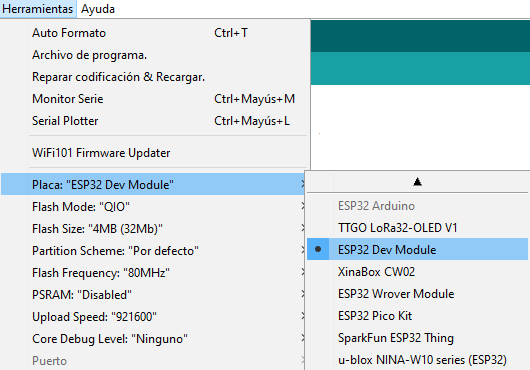 Herramientas Ayuda
Auto Formato Ctrl+T
Archivo de programa.
Reparar codificación & Recargar.
Monitor Serie Ctrl+Mayús+M
Serial Plotter Ctrl+Mayús+L
WiFi101 Firmware Updater
Placa: "ESP32 Dev Module"
Flash Mode: "QIO"
Flash Size: "4MB (32Mb)"
Partition Scheme: "Por defecto"
Flash Frequency: "80MHz"
PSRAM: "Disabled"
Upload Speed: "921600"
Core Debug Level: "Ninguno"
Puerto
ESP32 Arduino
TTGO LoRa32-OLED V1
ESP32 Dev Module
XinaBox CW02
ESP32 Wrover Module
ESP32 Pico Kit
SparkFun ESP32 Thing
u-blox NINA-W10 series (ESP32)